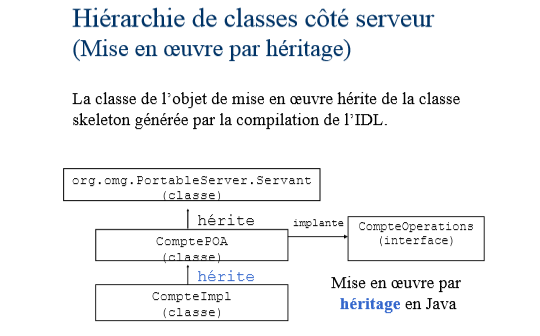 Hiérarchie de classes côté serveur
(Mise en œuvre par héritage)
La classe de l’objet de mise en œuvre hérite de la classe
skeleton générée par la compilation de l’IDL.
org.omg.PortableServer.Servant
(classe)
hérite
implante
ComptePOA
(classe)
CompteOperations
(interface)
hérite
CompteImpl
(classe)
Mise en œuvre par
héritage en Java